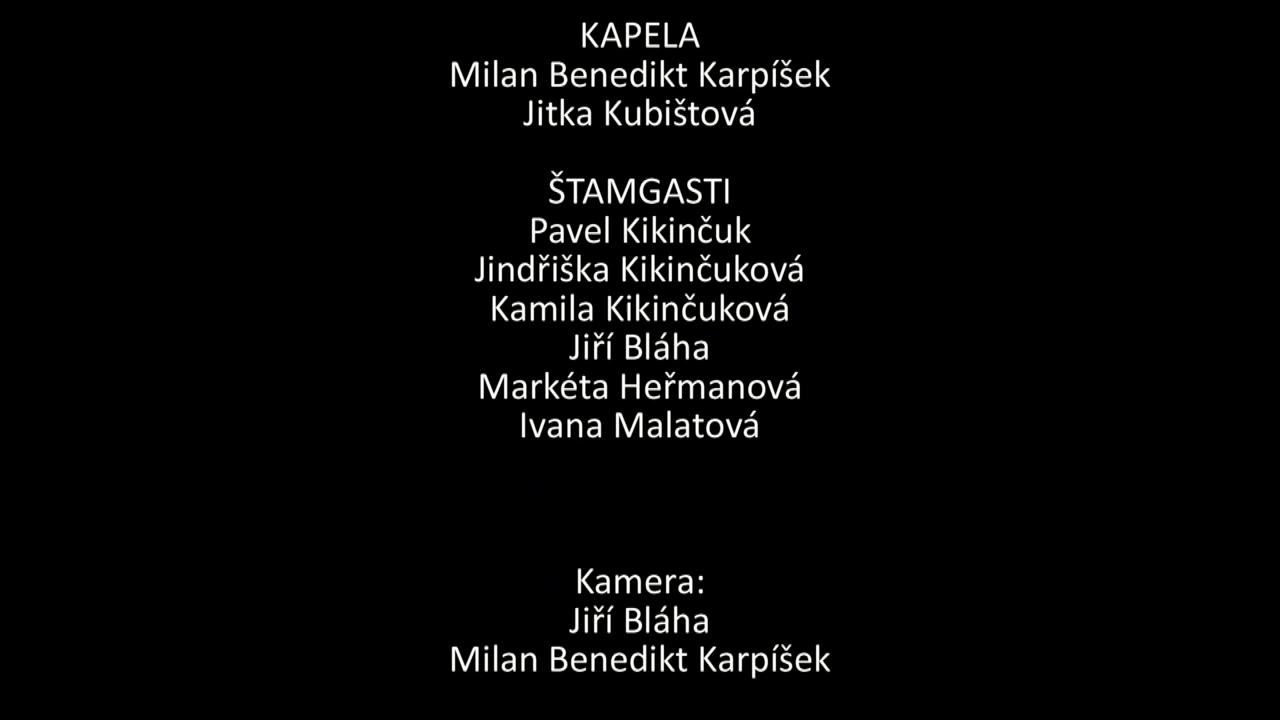 KAPELA
Milan Benedikt Karpíšek
Jitka Kubištová
ŠTAMGASTI
Pavel Kikinčuk
Jindřiška Kikinčuková
Kamila Kikinčuková
Jiří Bláha
Markéta Heřmanová
Ivana Malatová
Kamera:
Jiří Bláha
Milan Benedikt Karpíšek